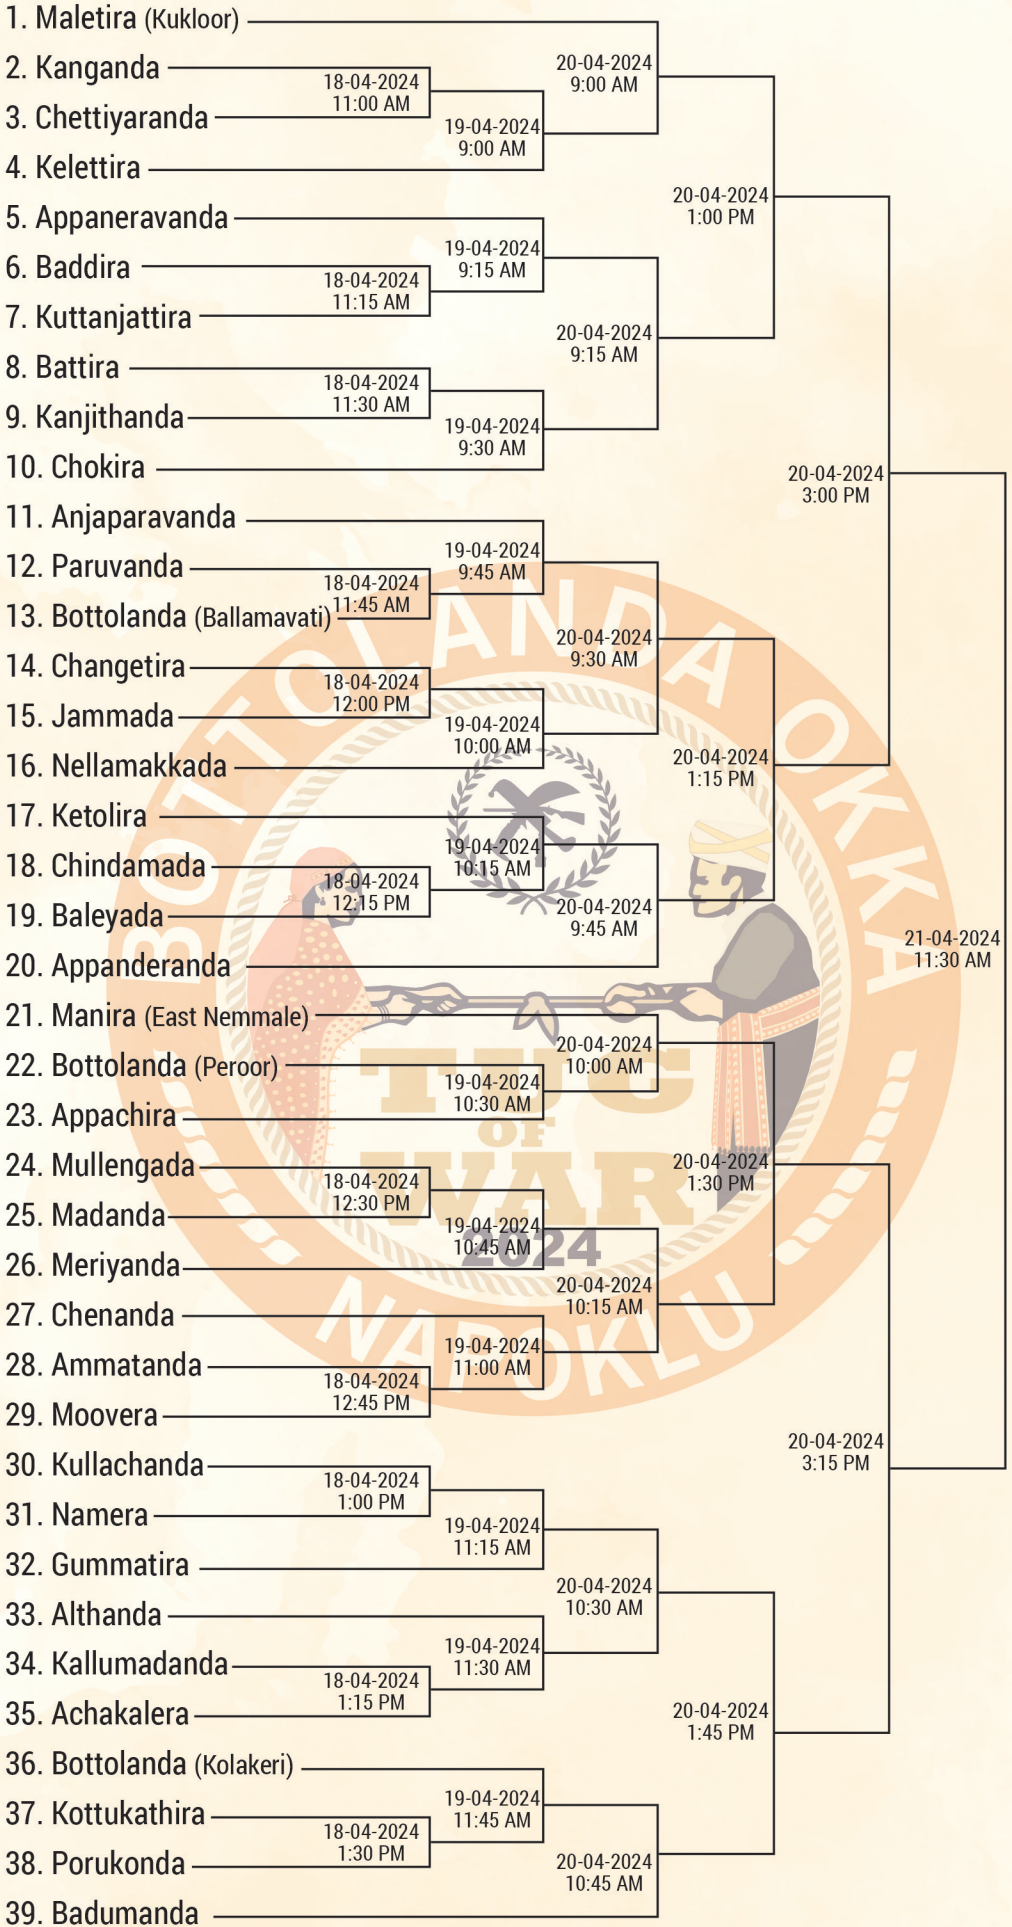 1. Maletira (Kukloor)
2. Kanganda
3. Chettiyaranda
4. Kelettira
5. Appaneravanda
6. Baddira
7. Kuttanjattira
8. Battira
9. Kanjithanda
10. Chokira
11. Anjaparavanda
12. Paruvanda
13. Bottolanda (Ballamavati)
14. Changetira
15. Jammada
16. Nellamakkada
17. Ketolira
18. Chindamada
19. Baleyada
20. Appanderanda
21. Manira (East Nemmale)
22. Bottolanda (Peroor)
23. Appachira
24. Mullengada
25. Madanda
26. Meriyanda
27. Chenanda
28. Ammatanda
29. Moovera
30. Kullachanda
31. Namera
32. Gummatira
33. Althanda
34. Kallumadanda
35. Achakalera
36. Bottolanda (Kolakeri)
37. Kottukathira
38. Porukonda
39. Badumanda
18-04-2024
11:00 AM
18-04-2024
11:15 AM
18-04-2024
11:30 AM
18-04-2024
11:45 AM
18-04-2024
12:00 PM
18-04-2024
12:15 PM
18-04-2024
12:30 PM
18-04-2024
12:45 PM
18-04-2024
1:00 PM
18-04-2024
1:15 PM
18-04-2024
1:30 PM
19-04-2024
9:00 AM
19-04-2024
9:15 AM
19-04-2024
9:30 AM
19-04-2024
9:45 AM
19-04-2024
10:00 AM
19-04-2024
10:15 AM
19-04-2024
10:30 AM
19-04-2024
10:45 AM
19-04-2024
11:00 AM
19-04-2024
11:15 AM
19-04-2024
11:30 AM
19-04-2024
11:45 AM
20-04-2024
9:00 AM
20-04-2024
9:15 AM
20-04-2024
9:30 AM
20-04-2024
9:45 AM
20-04-2024
10:00 AM
20-04-2024
10:15 AM
20-04-2024
10:30 AM
20-04-2024
10:45 AM
20-04-2024
1:00 PM
20-04-2024
1:15 PM
20-04-2024
1:30 PM
20-04-2024
1:45 PM
20-04-2024
3:00 PM
20-04-2024
3:15 PM
21-04-2024
11:30 AM
BOTTOLANDA OKKA
TUG
OF
WAR
2024
NAPOKLU